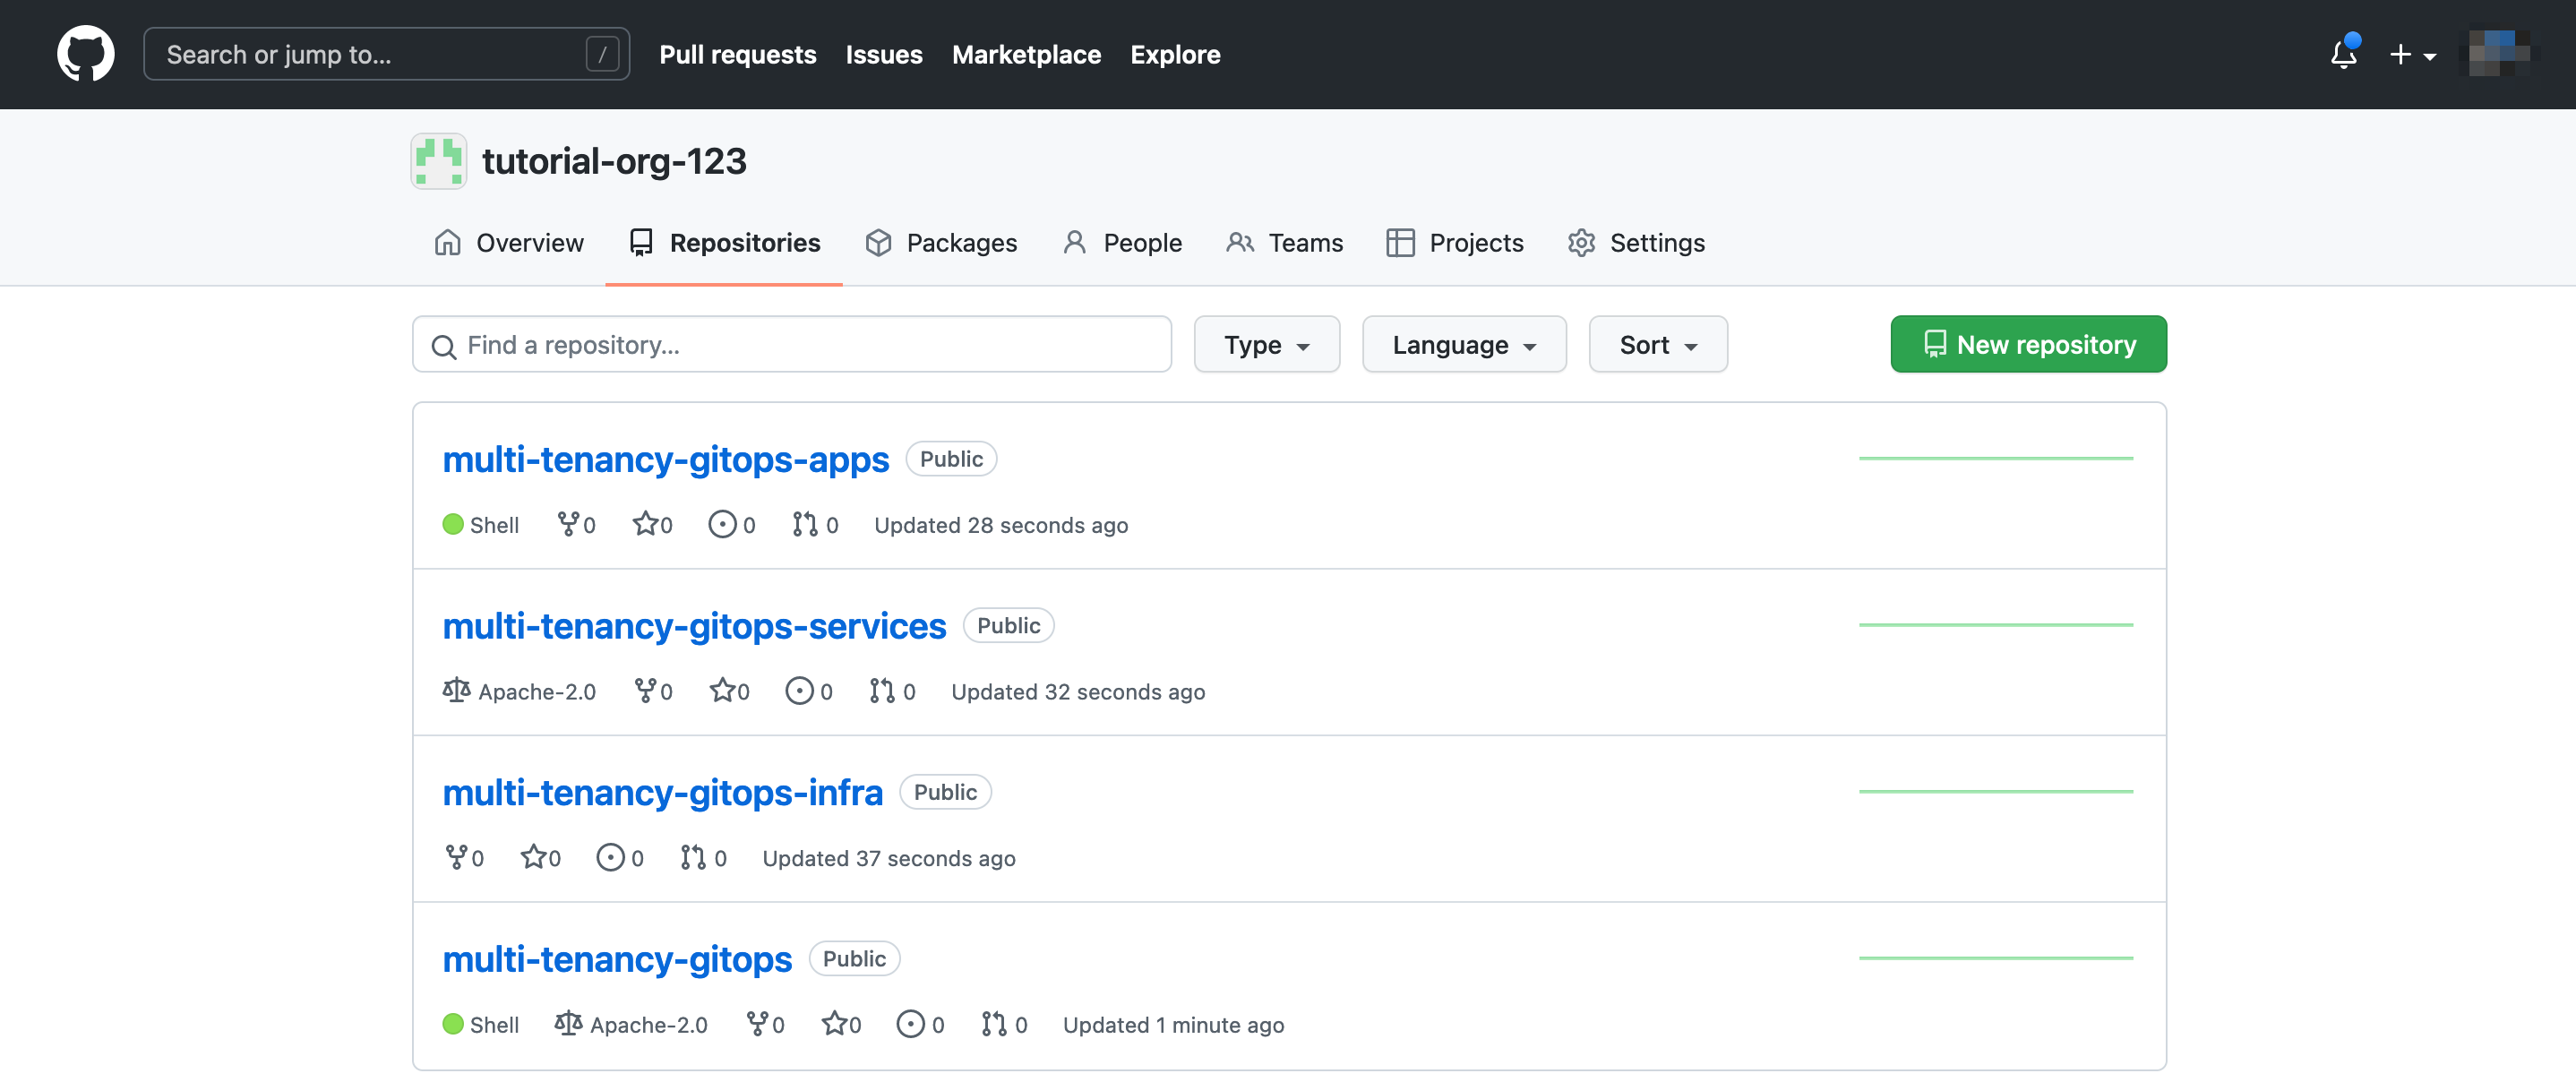 Search or jump to... / Pull requests Issues Marketplace Explore
tutorial-org-123
Overview Repositories Packages People Teams Projects Settings
Find a repository... Type Language Sort New repository
multi-tenancy-gitops-apps Public
Shell 0 0 0 0 Updated 28 seconds ago
multi-tenancy-gitops-services Public
Apache-2.0 0 0 0 0 Updated 32 seconds ago
multi-tenancy-gitops-infra Public
0 0 0 0 Updated 37 seconds ago
multi-tenancy-gitops Public
Shell Apache-2.0 0 0 0 0 Updated 1 minute ago